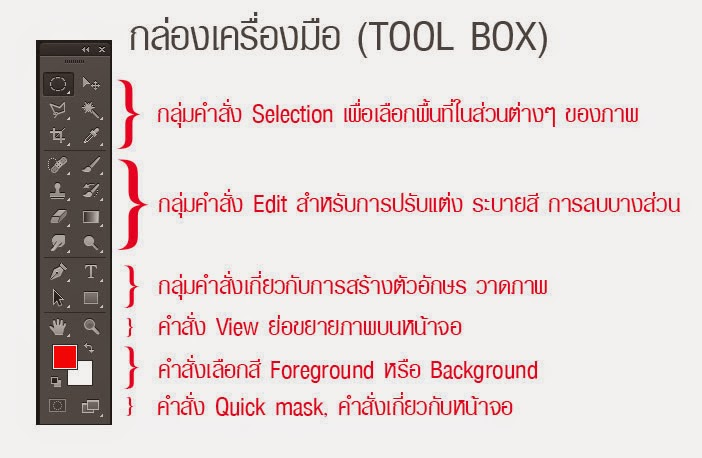 กล่องเครื่องมือ (TOOL BOX)
กลุ่มคำสั่ง Selection เพื่อเลือกพื้นที่ในส่วนต่างๆ ของภาพ
กลุ่มคำสั่ง Edit สำหรับการปรับแต่ง ระบายสี การลบบางส่วน
กลุ่มคำสั่งเกี่ยวกับการสร้างตัวอักษร วาดภาพ
คำสั่ง View ย่อขยายภาพบนหน้าจอ
คำสั่งเลือกสี Foreground หรือ Background
คำสั่ง Quick mask, คำสั่งเกี่ยวกับหน้าจอ